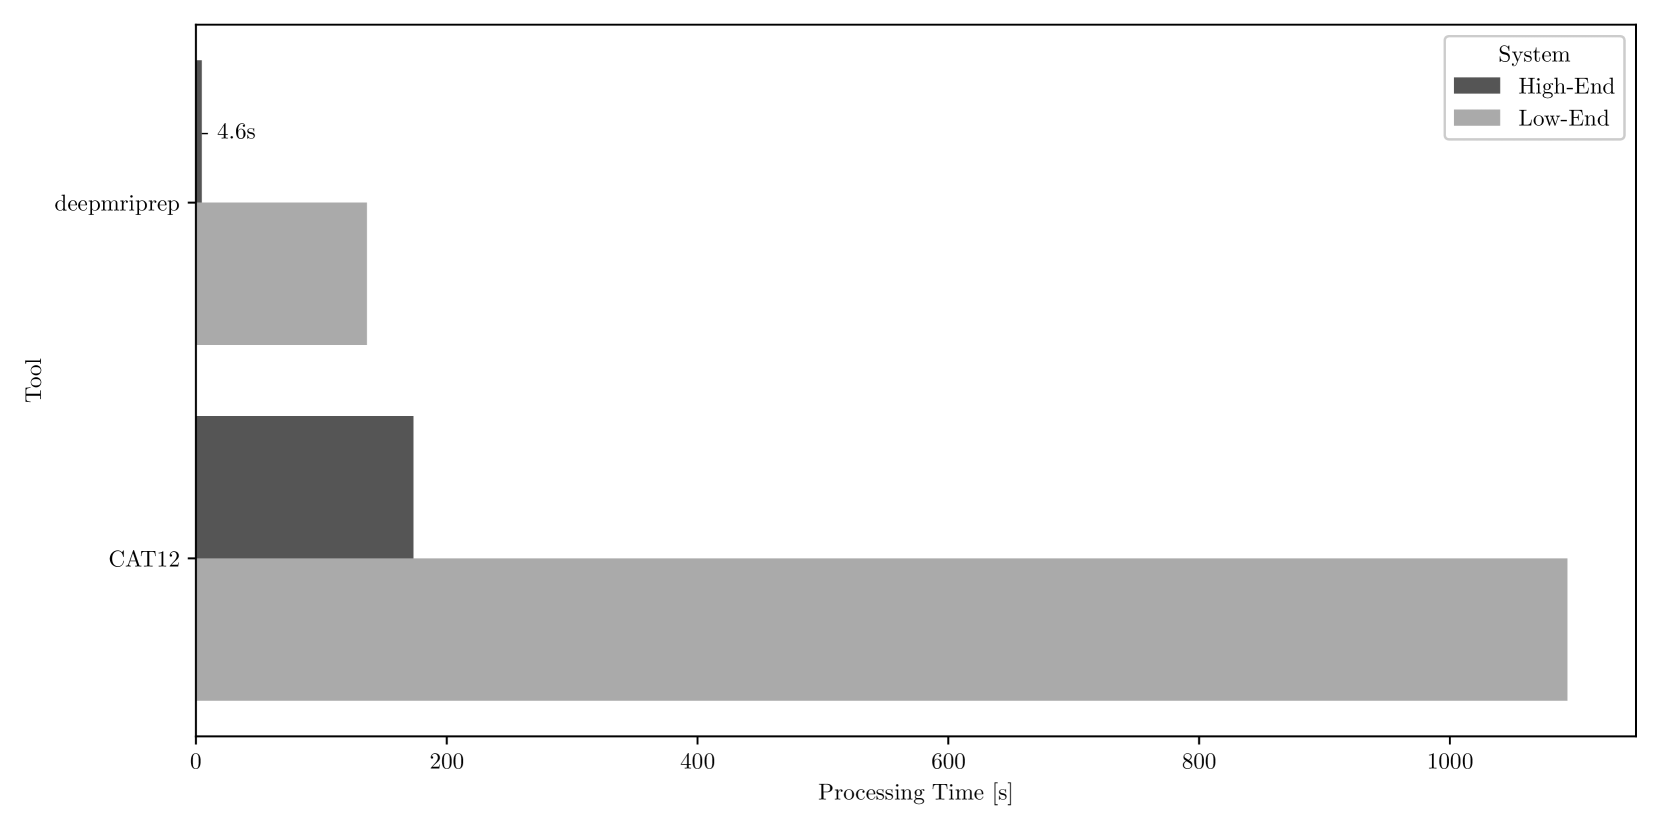 System
High-End
Low-End
4.6s
deepmriprep
Tool
CAT12
0 200 400 600 800 1000
Processing Time [s]